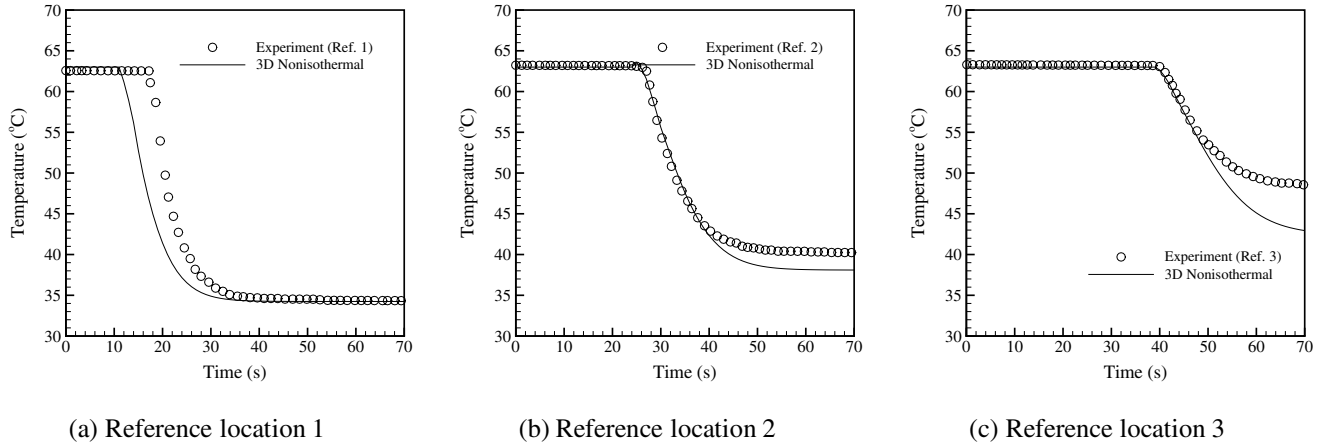 70
65
60
55
50
45
40
35
30
Temperature (°C)
Experiment (Ref. 1)
3D Nonisothermal
0 10 20 30 40 50 60 70
Time (s)
(a) Reference location 1
70
65
60
55
50
45
40
35
30
Temperature (°C)
Experiment (Ref. 2)
3D Nonisothermal
0 10 20 30 40 50 60 70
Time (s)
(b) Reference location 2
70
65
60
55
50
45
40
35
30
Temperature (°C)
Experiment (Ref. 3)
3D Nonisothermal
0 10 20 30 40 50 60 70
Time (s)
(c) Reference location 3